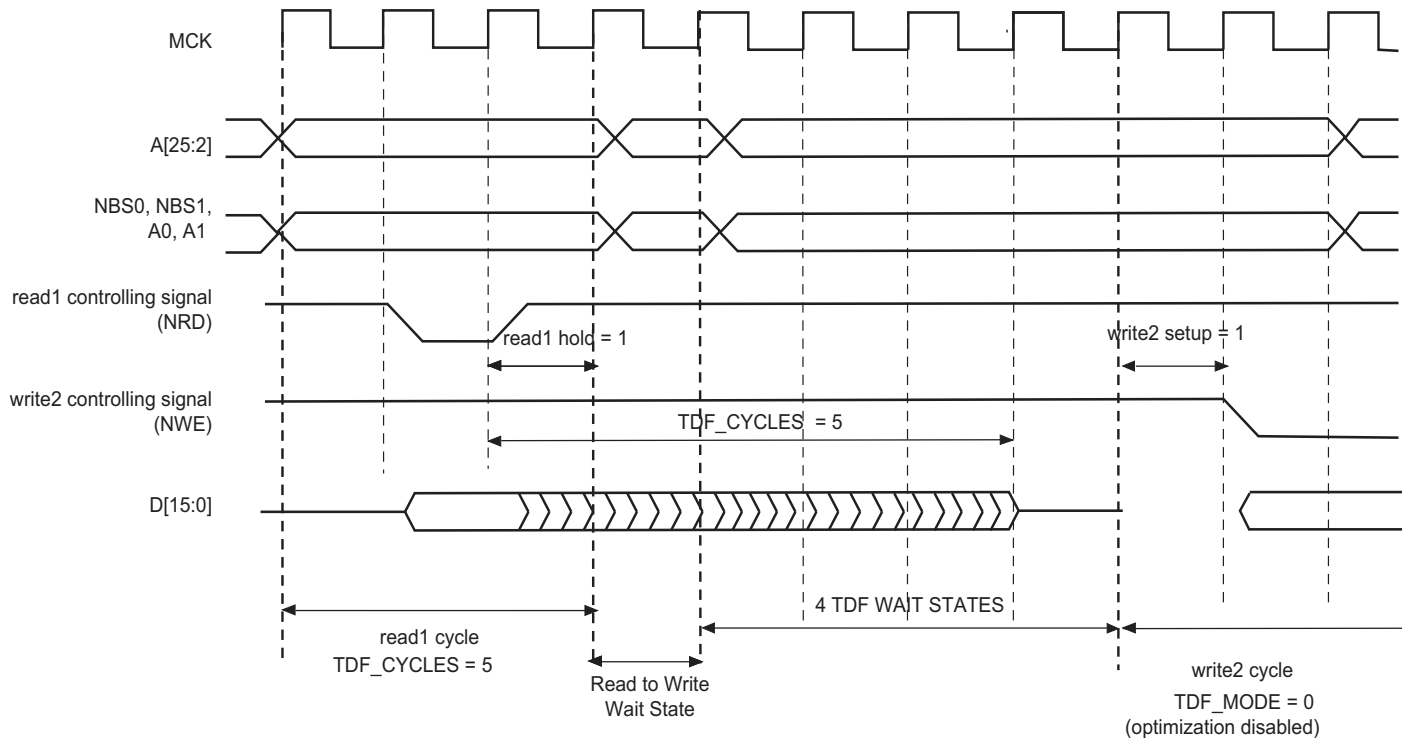 MCK
A[25:2]
NBS0, NBS1,
A0, A1
read1 controlling signal
(NRD)
read1 hold = 1
write2 setup = 1
write2 controlling signal
(NWE)
TDF_CYCLES = 5
D[15:0]
4 TDF WAIT STATES
read1 cycle
TDF_CYCLES = 5
Read to Write
Wait State
write2 cycle
TDF_MODE = 0
(optimization disabled)